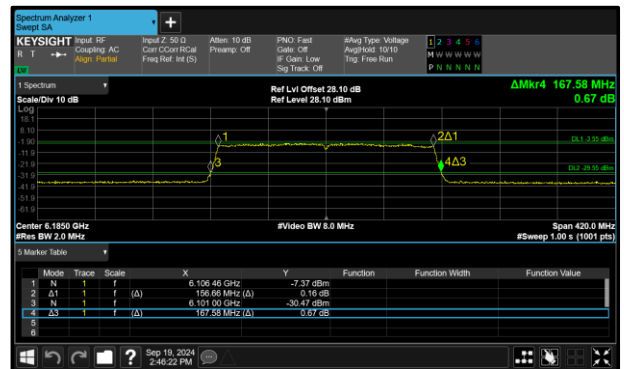 Spectrum Analyzer 1
Swept SA
+
KEYSIGHT Input: RF Input Z: 50 Ω Atten: 10 dB PNO: Fast #Avg Type: Voltage 1 2 3 4 5 6
R T Coupling: AC Corr CCorr RCal Preamp: Off Gate: Off Avg|Hold: 10/10 M W W W W W
Align: Partial Freq Ref: Int (S) IF Gain: Low Trig: Free Run
Sig Track: Off P N N N N N
1 Spectrum Ref Lvl Offset 28.10 dB ΔMkr4 167.58 MHz
Scale/Div 10 dB Ref Level 28.10 dBm 0.67 dB
Log
18.1
8.10
-1.90 1 2Δ1 DL1 -3.55 dBm
-11.9
-21.9 3 4Δ3 DL2 -29.55 dBm
-31.9
-41.9
-51.9
-61.9
Center 6.1850 GHz #Video BW 8.0 MHz Span 420.0 MHz
#Res BW 2.0 MHz #Sweep 1.00 s (1001 pts)
5 Marker Table
Mode Trace Scale X Y Function Function Width Function Value
1 N 1 f 6.106 46 GHz -7.37 dBm
2 Δ1 1 f (Δ) 156.66 MHz (Δ) 0.16 dB
3 N 1 f 6.101 00 GHz -30.47 dBm
4 Δ3 1 f (Δ) 167.58 MHz (Δ) 0.67 dB
5
6
? Sep 19, 2024
2:46:22 PM